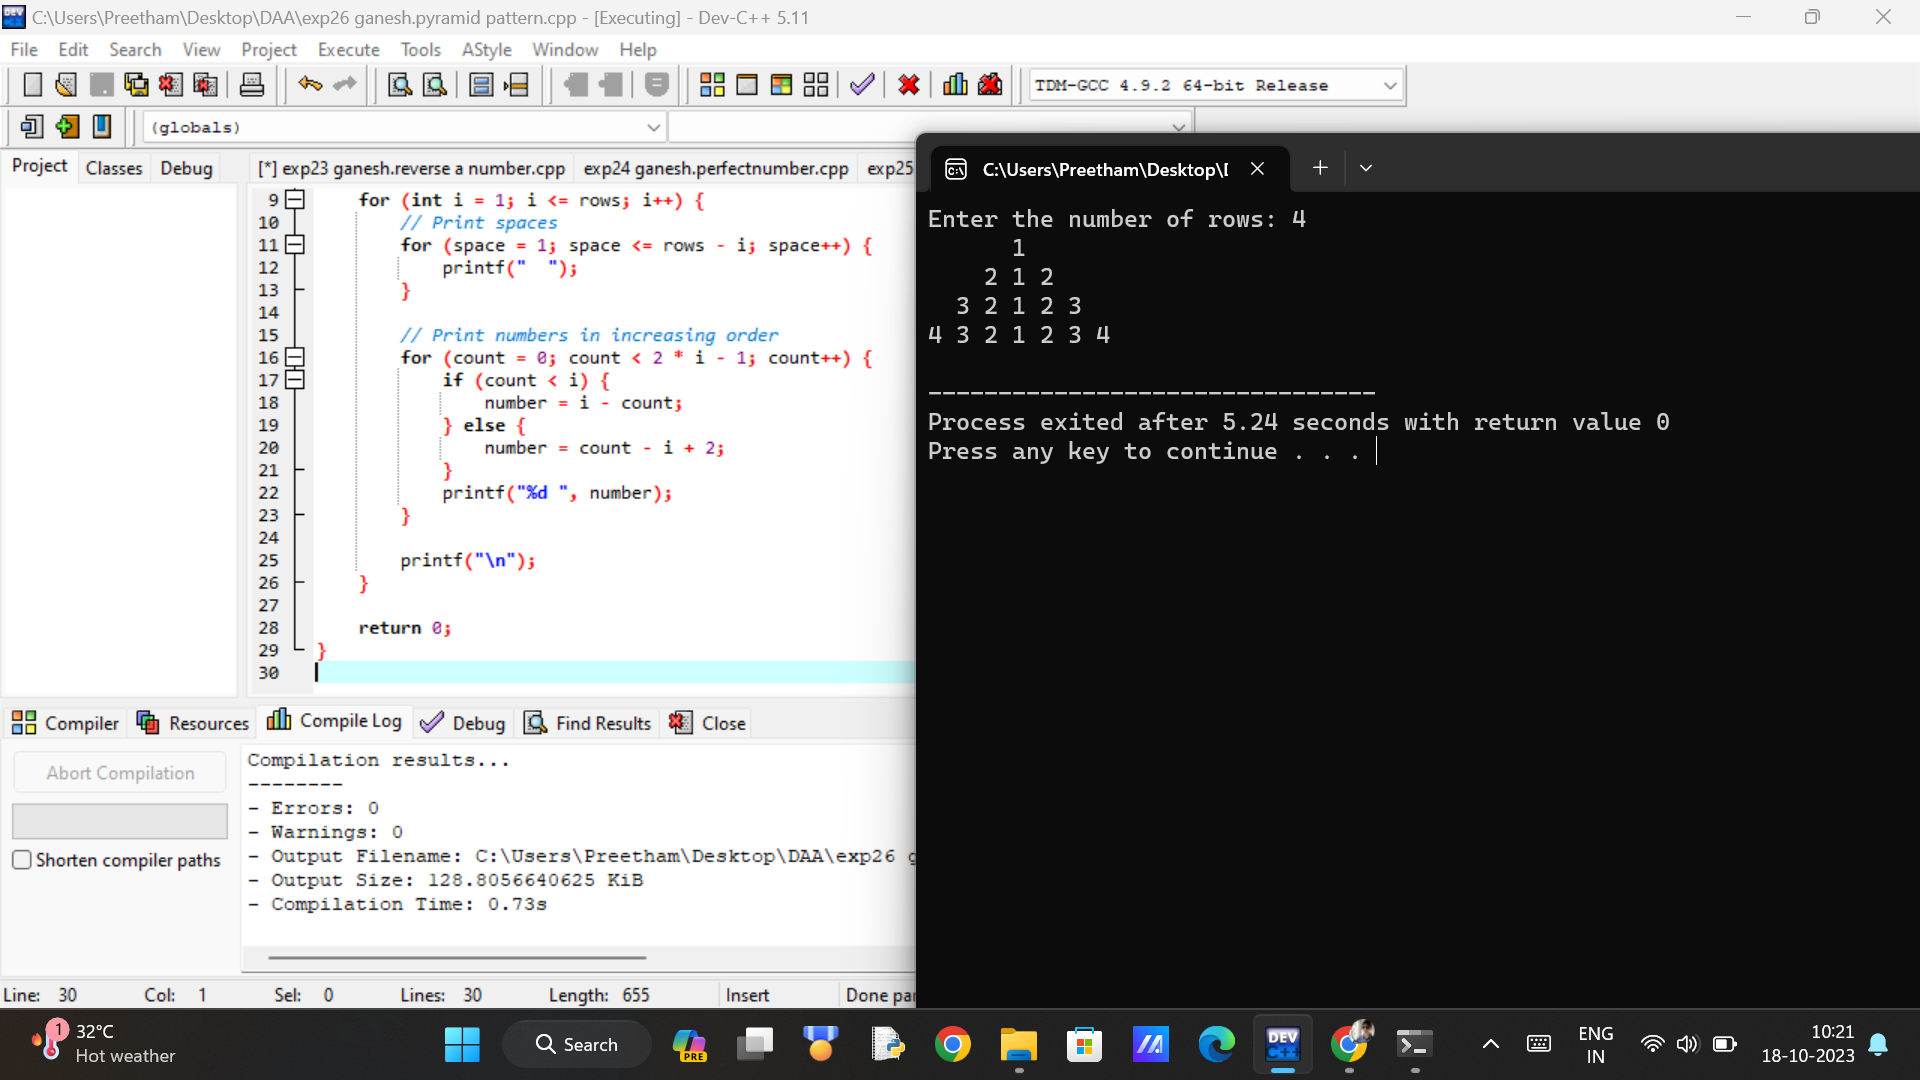 C:\Users\Preetham\Desktop\DAA\exp26 ganesh.pyramid pattern.cpp - [Executing] - Dev-C++ 5.11
File Edit Search View Project Execute Tools AStyle Window Help
TDM-GCC 4.9.2 64-bit Release
(globals)
Project Classes Debug
[*] exp23 ganesh.reverse a number.cpp exp24 ganesh.perfectnumber.cpp exp25
9 for (int i = 1; i <= rows; i++) {
10 // Print spaces
11 for (space = 1; space <= rows - i; space++) {
12 printf("  ");
13 }
14
15 // Print numbers in increasing order
16 for (count = 0; count < 2 * i - 1; count++) {
17 if (count < i) {
18 number = i - count;
19 } else {
20 number = count - i + 2;
21 }
22 printf("%d ", number);
23 }
24
25 printf("\n");
26 }
27
28 return 0;
29 }
30
C:\Users\Preetham\Desktop\
Enter the number of rows: 4
      1
    2 1 2
  3 2 1 2 3
4 3 2 1 2 3 4
--------------------------------
Process exited after 5.24 seconds with return value 0
Press any key to continue . . .
Compiler Resources Compile Log Debug Find Results Close
Abort Compilation
Shorten compiler paths
Compilation results...
--------
- Errors: 0
- Warnings: 0
- Output Filename: C:\Users\Preetham\Desktop\DAA\exp26
- Output Size: 128.8056640625 KiB
- Compilation Time: 0.73s
Line: 30 Col: 1 Sel: 0 Lines: 30 Length: 655 Insert Done
1 32°C
Hot weather
Search
PRE
DEV
C++
ENG
IN
10:21
18-10-2023